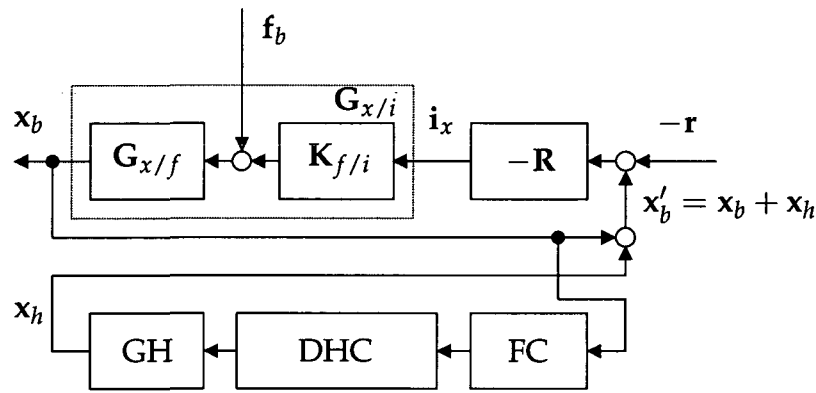 f_b
x_b
G_{x/i}
i_x
−r
G_{x/f}
K_{f/i}
−R
x′_b = x_b + x_h
x_h
GH
DHC
FC